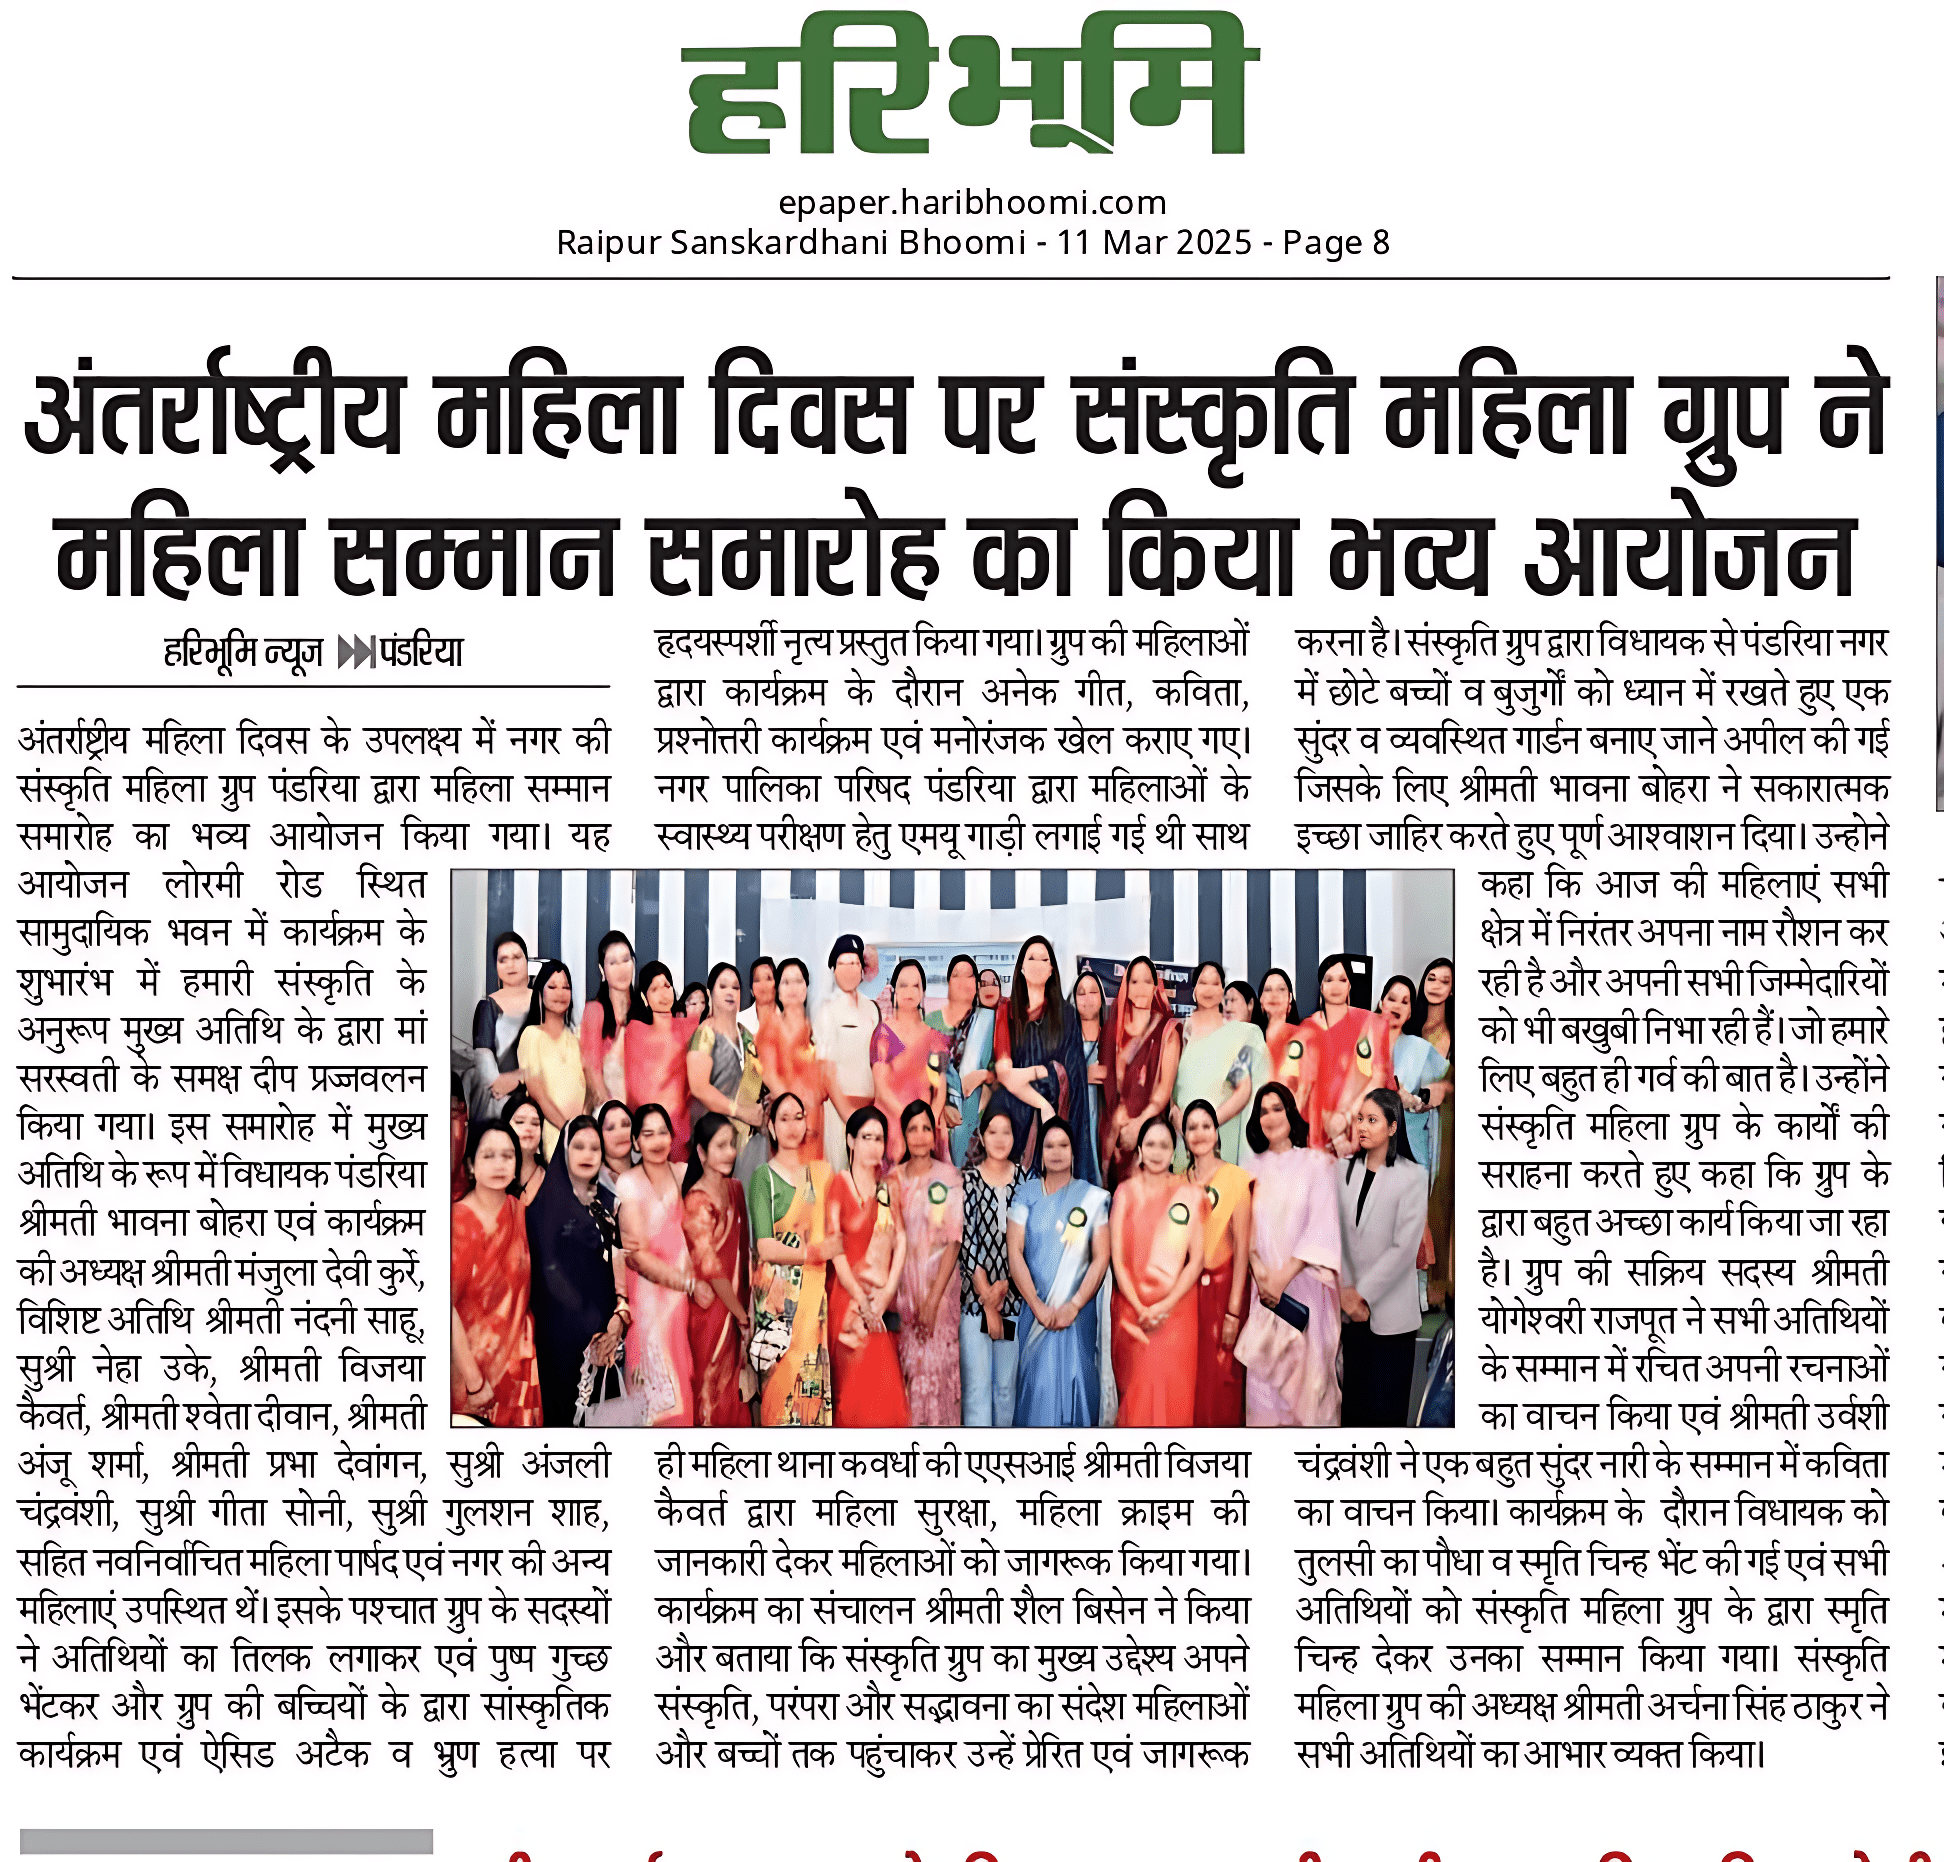 हरिभूमि
epaper.haribhoomi.com
Raipur Sanskardhani Bhoomi - 11 Mar 2025 - Page 8
अंतर्राष्ट्रीय महिला दिवस पर संस्कृति महिला ग्रुप ने
महिला सम्मान समारोह का किया भव्य आयोजन
हरिभूमि न्यूज पंडरिया
अंतर्राष्ट्रीय महिला दिवस के उपलक्ष्य में नगर की
संस्कृति महिला ग्रुप पंडरिया द्वारा महिला सम्मान
समारोह का भव्य आयोजन किया गया। यह
आयोजन लोरमी रोड स्थित
सामुदायिक भवन में कार्यक्रम के
शुभारंभ में हमारी संस्कृति के
अनुरूप मुख्य अतिथि के द्वारा मां
सरस्वती के समक्ष दीप प्रज्जवलन
किया गया। इस समारोह में मुख्य
अतिथि के रूप में विधायक पंडरिया
श्रीमती भावना बोहरा एवं कार्यक्रम
की अध्यक्ष श्रीमती मंजुला देवी कुर्रे,
विशिष्ट अतिथि श्रीमती नंदनी साहू,
सुश्री नेहा उके, श्रीमती विजया
कैवर्त, श्रीमती श्वेता दीवान, श्रीमती
अंजू शर्मा, श्रीमती प्रभा देवांगन, सुश्री अंजली
चंद्रवंशी, सुश्री गीता सोनी, सुश्री गुलशन शाह,
सहित नवनिर्वाचित महिला पार्षद एवं नगर की अन्य
महिलाएं उपस्थित थें। इसके पश्चात ग्रुप के सदस्यों
ने अतिथियों का तिलक लगाकर एवं पुष्प गुच्छ
भेंटकर और ग्रुप की बच्चियों के द्वारा सांस्कृतिक
कार्यक्रम एवं ऐसिड अटैक व भ्रुण हत्या पर
हृदयस्पर्शी नृत्य प्रस्तुत किया गया। ग्रुप की महिलाओं
द्वारा कार्यक्रम के दौरान अनेक गीत, कविता,
प्रश्नोत्तरी कार्यक्रम एवं मनोरंजक खेल कराए गए।
नगर पालिका परिषद पंडरिया द्वारा महिलाओं के
स्वास्थ्य परीक्षण हेतु एमयू गाड़ी लगाई गई थी साथ
ही महिला थाना कवर्धा की एएसआई श्रीमती विजया
कैवर्त द्वारा महिला सुरक्षा, महिला क्राइम की
जानकारी देकर महिलाओं को जागरूक किया गया।
कार्यक्रम का संचालन श्रीमती शैल बिसेन ने किया
और बताया कि संस्कृति ग्रुप का मुख्य उद्देश्य अपने
संस्कृति, परंपरा और सद्भावना का संदेश महिलाओं
और बच्चों तक पहुंचाकर उन्हें प्रेरित एवं जागरूक
करना है। संस्कृति ग्रुप द्वारा विधायक से पंडरिया नगर
में छोटे बच्चों व बुजुर्गों को ध्यान में रखते हुए एक
सुंदर व व्यवस्थित गार्डन बनाए जाने अपील की गई
जिसके लिए श्रीमती भावना बोहरा ने सकारात्मक
इच्छा जाहिर करते हुए पूर्ण आश्वाशन दिया। उन्होने
कहा कि आज की महिलाएं सभी
क्षेत्र में निरंतर अपना नाम रौशन कर
रही है और अपनी सभी जिम्मेदारियों
को भी बखुबी निभा रही हैं। जो हमारे
लिए बहुत ही गर्व की बात है। उन्होंने
संस्कृति महिला ग्रुप के कार्यों की
सराहना करते हुए कहा कि ग्रुप के
द्वारा बहुत अच्छा कार्य किया जा रहा
है। ग्रुप की सक्रिय सदस्य श्रीमती
योगेश्वरी राजपूत ने सभी अतिथियों
के सम्मान में रचित अपनी रचनाओं
का वाचन किया एवं श्रीमती उर्वशी
चंद्रवंशी ने एक बहुत सुंदर नारी के सम्मान में कविता
का वाचन किया। कार्यक्रम के दौरान विधायक को
तुलसी का पौधा व स्मृति चिन्ह भेंट की गई एवं सभी
अतिथियों को संस्कृति महिला ग्रुप के द्वारा स्मृति
चिन्ह देकर उनका सम्मान किया गया। संस्कृति
महिला ग्रुप की अध्यक्ष श्रीमती अर्चना सिंह ठाकुर ने
सभी अतिथियों का आभार व्यक्त किया।